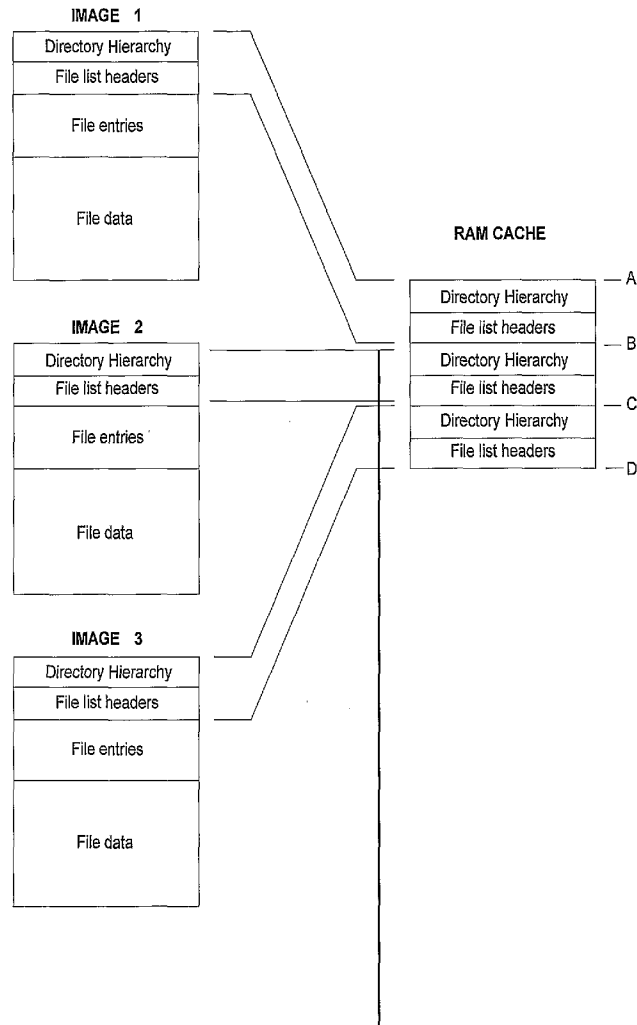 IMAGE 1
Directory Hierarchy
File list headers
File entries
File data
IMAGE 2
Directory Hierarchy
File list headers
File entries
File data
IMAGE 3
Directory Hierarchy
File list headers
File entries
File data
RAM CACHE
A
Directory Hierarchy
File list headers
B
Directory Hierarchy
File list headers
C
Directory Hierarchy
File list headers
D